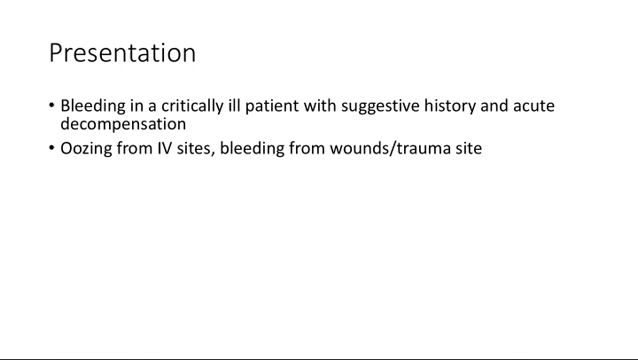 Presentation
• Bleeding in a critically ill patient with suggestive history and acute
decompensation
• Oozing from IV sites, bleeding from wounds/trauma site